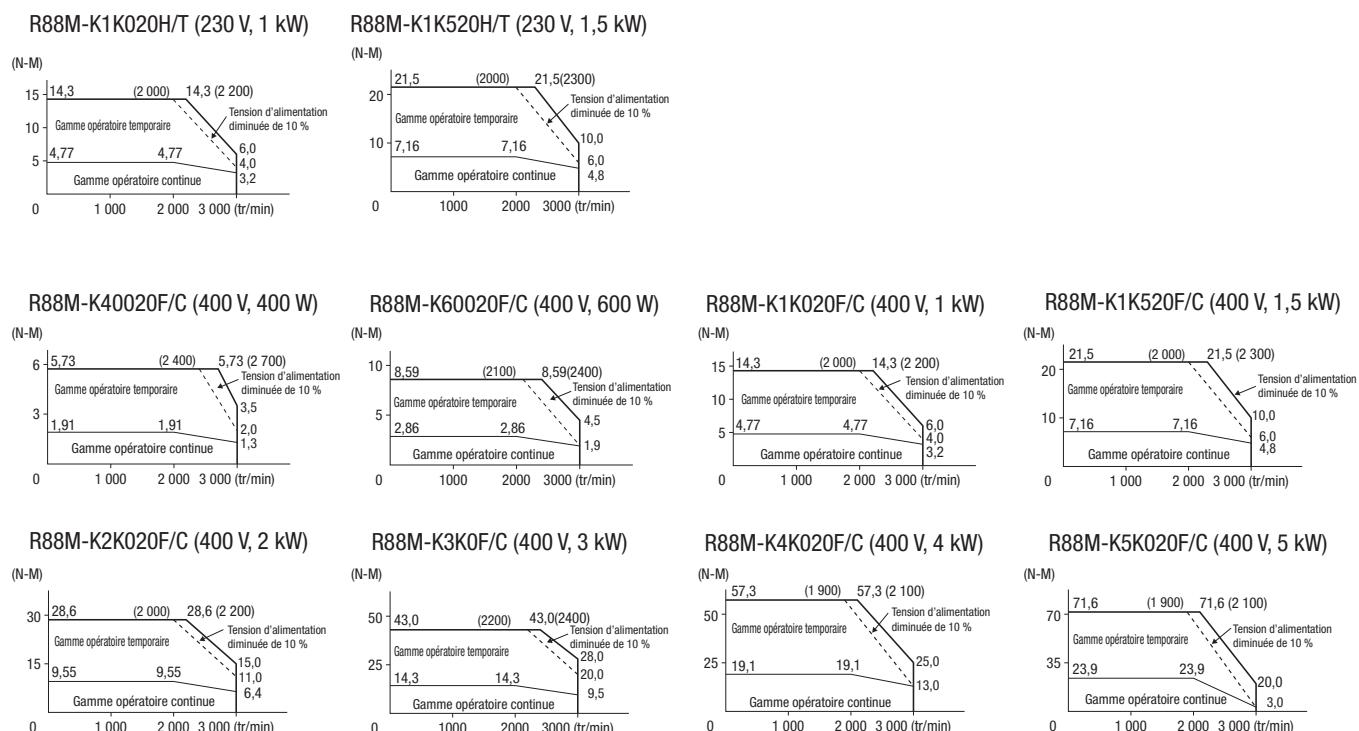 R88M-K1K020H/T (230 V, 1 kW)
(N-M)
15
10
5
0
14,3
(2 000)
14,3 (2 200)
Tension d'alimentation
diminuée de 10 %
Gamme opératoire temporaire
4,77
4,77
6,0
4,0
3,2
Gamme opératoire continue
1 000
2 000
3 000 (tr/min)
R88M-K1K520H/T (230 V, 1,5 kW)
(N-M)
20
10
0
21,5
(2000)
21,5(2300)
Tension d'alimentation
diminuée de 10 %
Gamme opératoire temporaire
7,16
7,16
10,0
6,0
4,8
Gamme opératoire continue
1000
2000
3000 (tr/min)
R88M-K40020F/C (400 V, 400 W)
(N-M)
6
3
0
5,73
(2 400)
5,73 (2 700)
Tension d'alimentation
diminuée de 10 %
Gamme opératoire temporaire
1,91
1,91
3,5
2,0
1,3
Gamme opératoire continue
1 000
2 000
3 000 (tr/min)
R88M-K60020F/C (400 V, 600 W)
(N-M)
10
5
0
8,59
(2100)
8,59(2400)
Tension d'alimentation
diminuée de 10 %
Gamme opératoire temporaire
2,86
2,86
4,5
1,9
Gamme opératoire continue
1000
2000
3000 (tr/min)
R88M-K1K020F/C (400 V, 1 kW)
(N-M)
15
10
5
0
14,3
(2 000)
14,3 (2 200)
Tension d'alimentation
diminuée de 10 %
Gamme opératoire temporaire
4,77
4,77
6,0
4,0
3,2
Gamme opératoire continue
1 000
2 000
3 000 (tr/min)
R88M-K1K520F/C (400 V, 1,5 kW)
(N-M)
20
10
0
21,5
(2 000)
21,5 (2 300)
Tension d'alimentation
diminuée de 10 %
Gamme opératoire temporaire
7,16
7,16
10,0
6,0
4,8
Gamme opératoire continue
1 000
2 000
3 000 (tr/min)
R88M-K2K020F/C (400 V, 2 kW)
(N-M)
30
15
0
28,6
(2 000)
28,6 (2 200)
Tension d'alimentation
diminuée de 10 %
Gamme opératoire temporaire
9,55
9,55
15,0
11,0
6,4
Gamme opératoire continue
1 000
2 000
3 000 (tr/min)
R88M-K3K0F/C (400 V, 3 kW)
(N-M)
50
25
0
43,0
(2200)
43,0(2400)
Tension d'alimentation
diminuée de 10 %
Gamme opératoire temporaire
14,3
14,3
28,0
20,0
9,5
Gamme opératoire continue
1000
2000
3000 (tr/min)
R88M-K4K020F/C (400 V, 4 kW)
(N-M)
50
25
0
57,3
(1 900)
57,3 (2 100)
Tension d'alimentation
diminuée de 10 %
Gamme opératoire temporaire
19,1
19,1
25,0
13,0
Gamme opératoire continue
1 000
2 000
3 000 (tr/min)
R88M-K5K020F/C (400 V, 5 kW)
(N-M)
70
35
0
71,6
(1 900)
71,6 (2 100)
Tension d'alimentation
diminuée de 10 %
Gamme opératoire temporaire
23,9
23,9
20,0
3,0
Gamme opératoire continue
1 000
2 000
3 000 (tr/min)